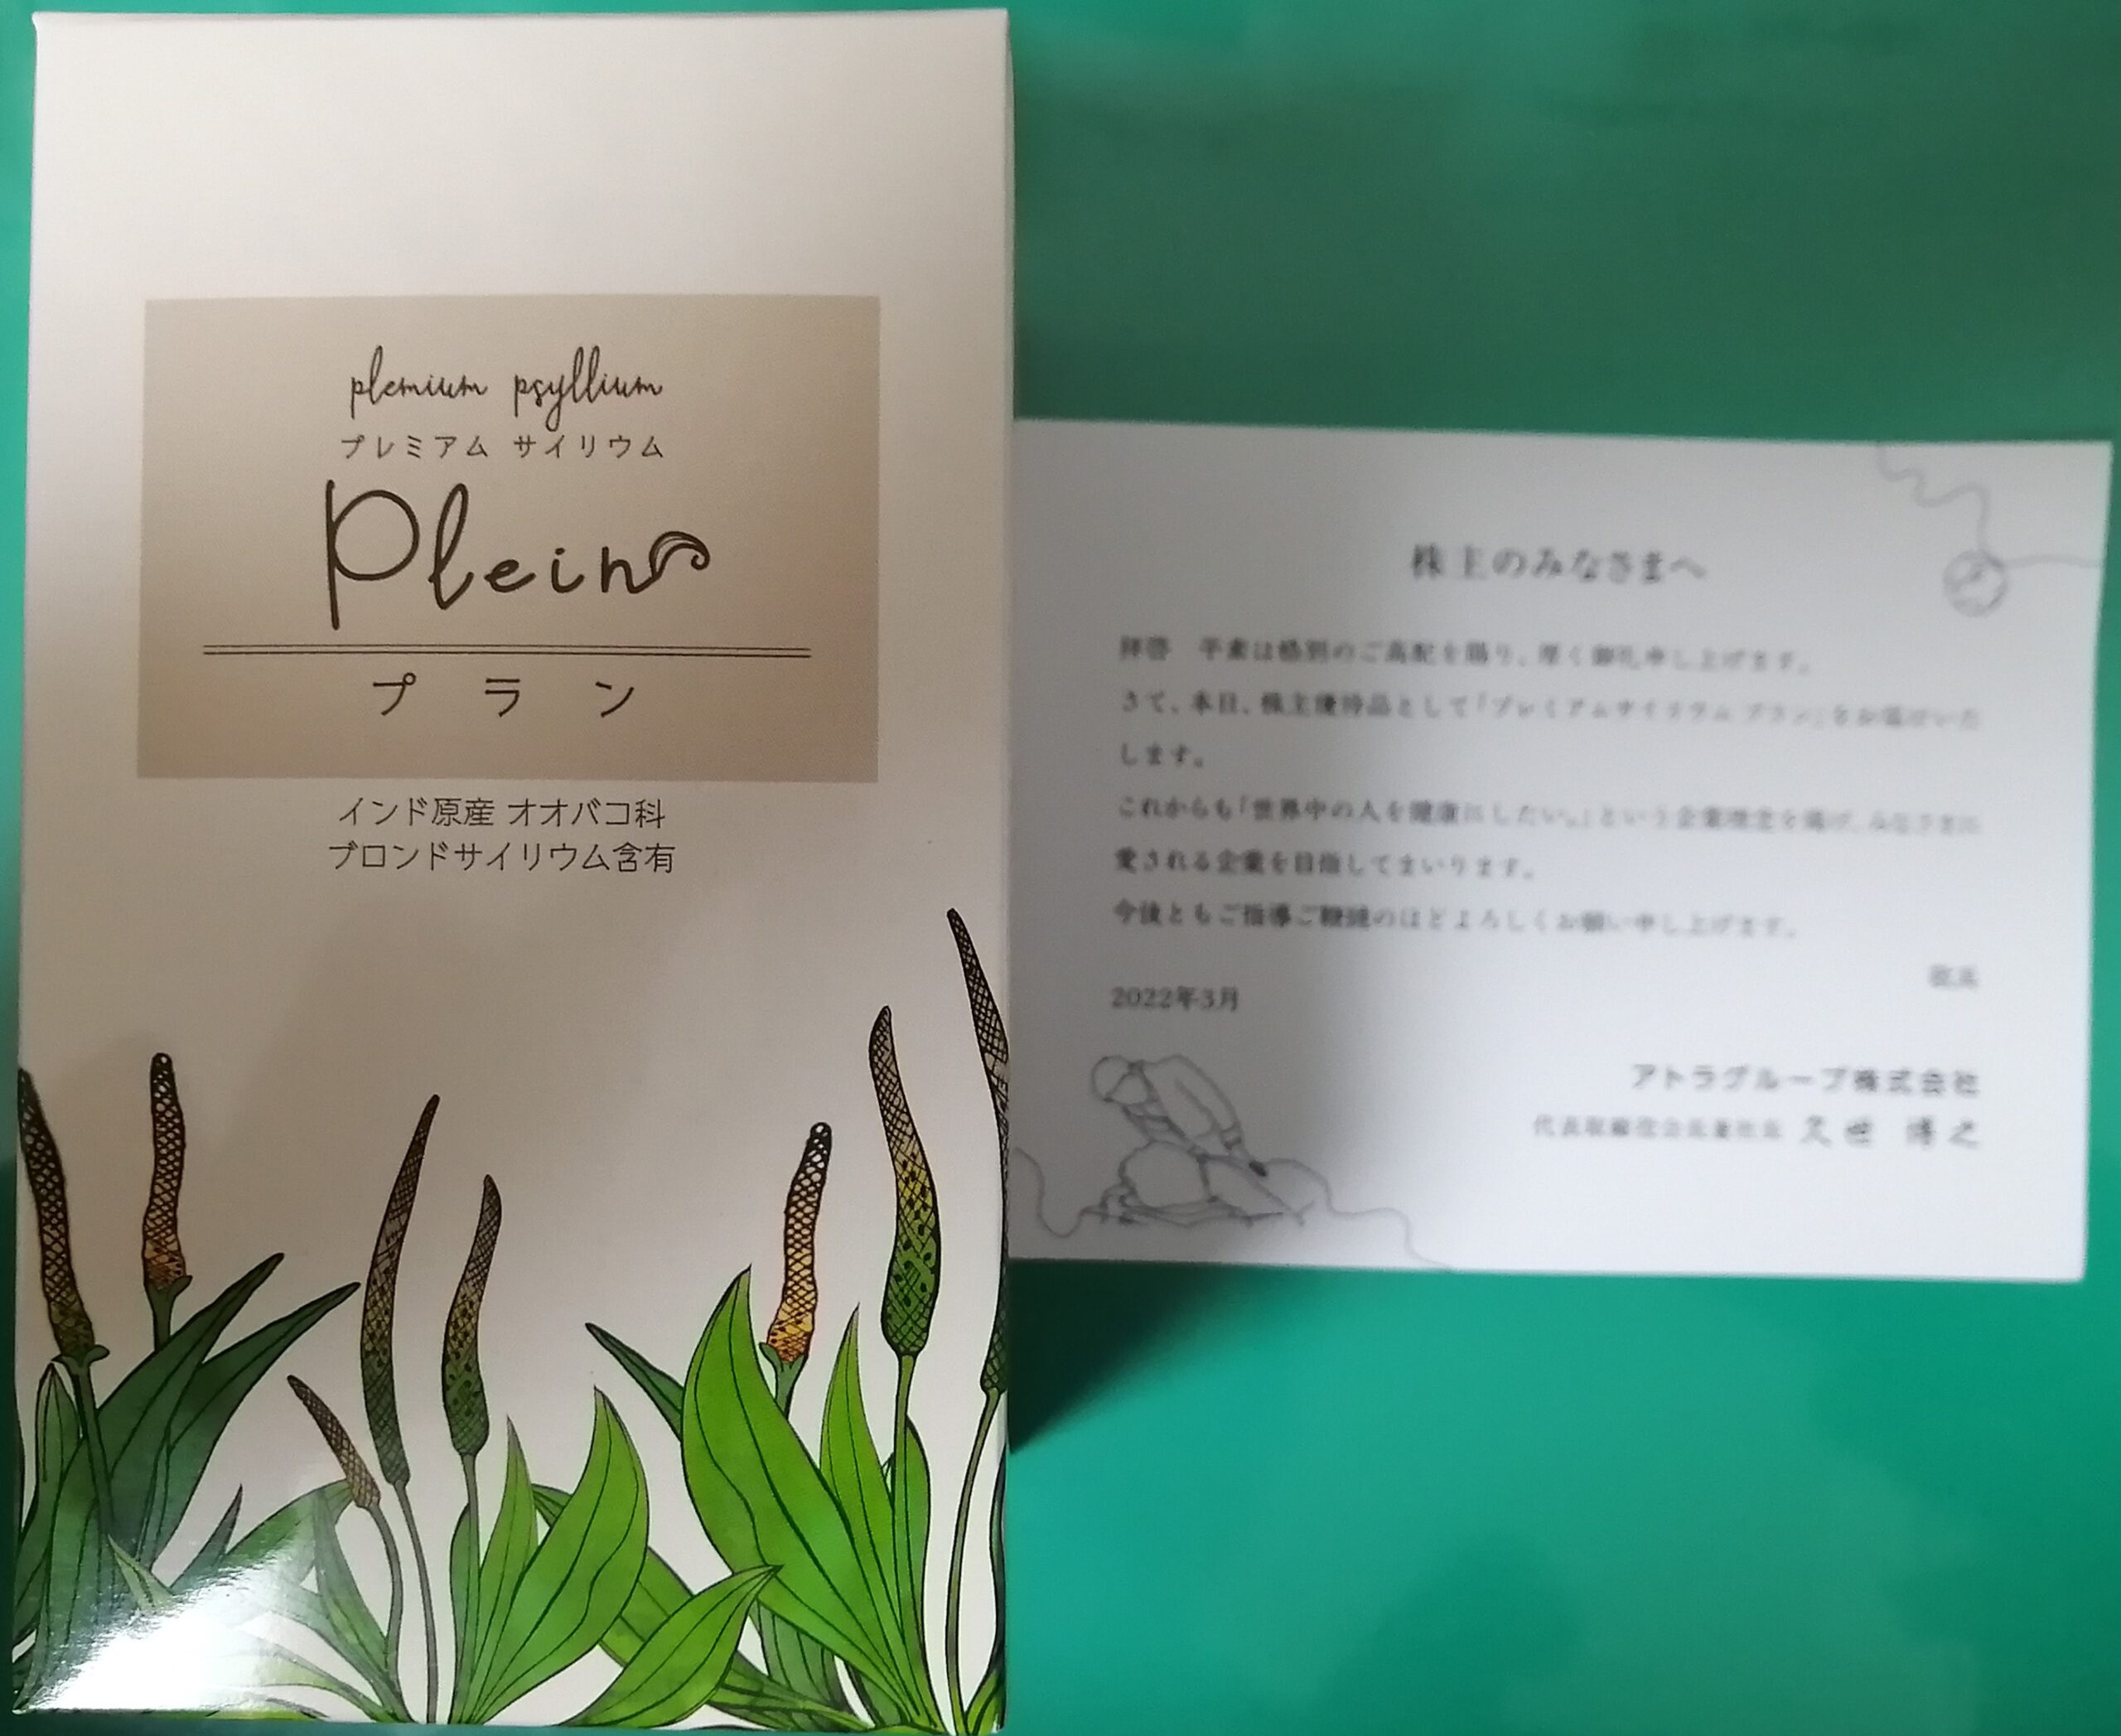 plemium psyllium
プレミアム サイリウム
Plein
プラン
インド原産 オオバコ科
ブロンドサイリウム含有
株主のみなさまへ
拝啓　平素は格別のご高配を賜り、厚く御礼申し上げます。
さて、本日、株主優待品として「プレミアムサイリウム プラン」をお届けいた
します。
これからも「世界中の人を健康にしたい。」という企業理念を掲げ、みなさまに
愛される企業を目指してまいります。
今後ともご指導ご鞭撻のほどよろしくお願い申し上げます。
敬具
2022年3月
アトラグループ株式会社
代表取締役会長兼社長 久世 博之